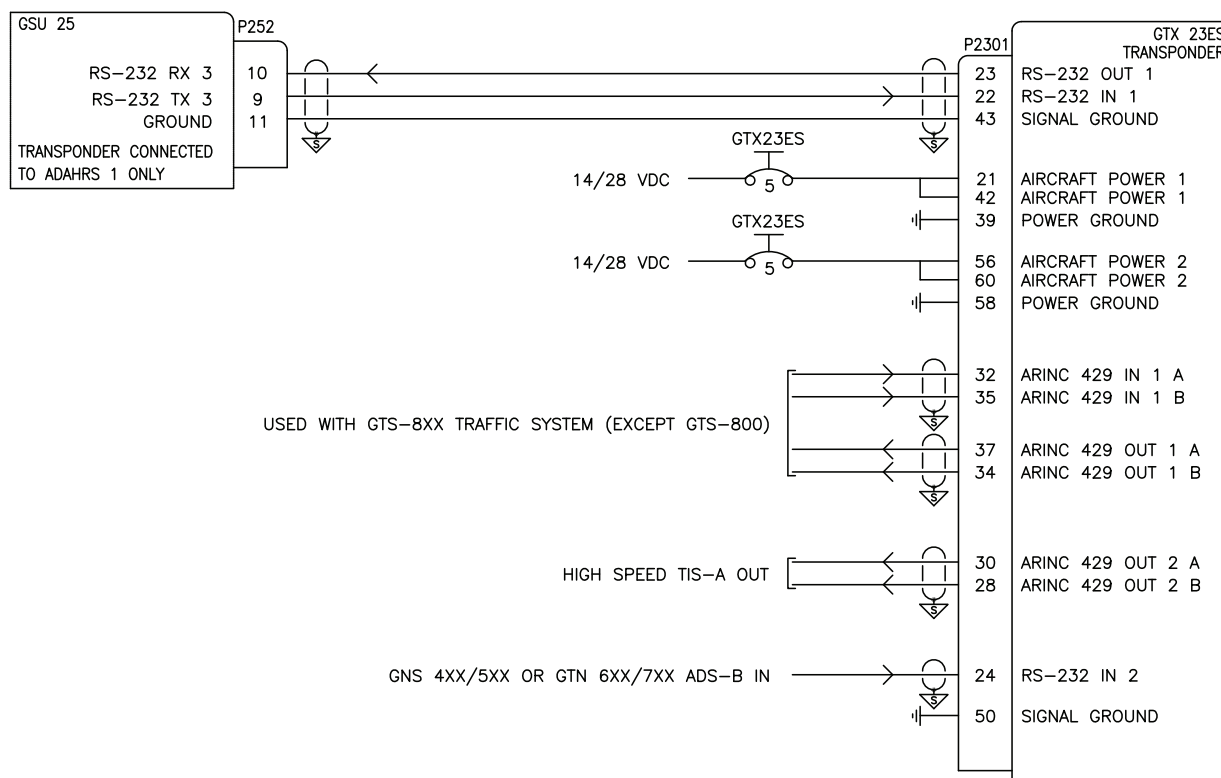 GSU 25
P252
RS-232 RX 3 10
RS-232 TX 3 9
GROUND 11
TRANSPONDER CONNECTED
TO ADAHRS 1 ONLY
GTX 23ES
TRANSPONDER
P2301
23 RS-232 OUT 1
22 RS-232 IN 1
43 SIGNAL GROUND
S
S
GTX23ES
14/28 VDC 5 21 AIRCRAFT POWER 1
42 AIRCRAFT POWER 1
39 POWER GROUND
GTX23ES
14/28 VDC 5 56 AIRCRAFT POWER 2
60 AIRCRAFT POWER 2
58 POWER GROUND
32 ARINC 429 IN 1 A
35 ARINC 429 IN 1 B
S
USED WITH GTS-8XX TRAFFIC SYSTEM (EXCEPT GTS-800)
37 ARINC 429 OUT 1 A
34 ARINC 429 OUT 1 B
S
HIGH SPEED TIS-A OUT
30 ARINC 429 OUT 2 A
28 ARINC 429 OUT 2 B
S
GNS 4XX/5XX OR GTN 6XX/7XX ADS-B IN 24 RS-232 IN 2
S
50 SIGNAL GROUND